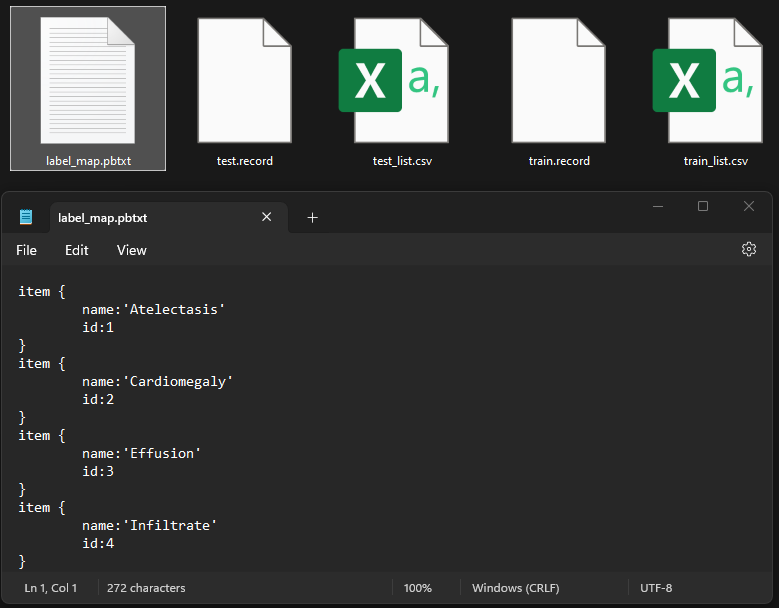 label_map.pbtxt
test.record
test_list.csv
train.record
train_list.csv
label_map.pbtxt
File Edit View
item {
name:'Atelectasis'
id:1
}
item {
name:'Cardiomegaly'
id:2
}
item {
name:'Effusion'
id:3
}
item {
name:'Infiltrate'
id:4
}
Ln 1, Col 1 272 characters 100% Windows (CRLF) UTF-8